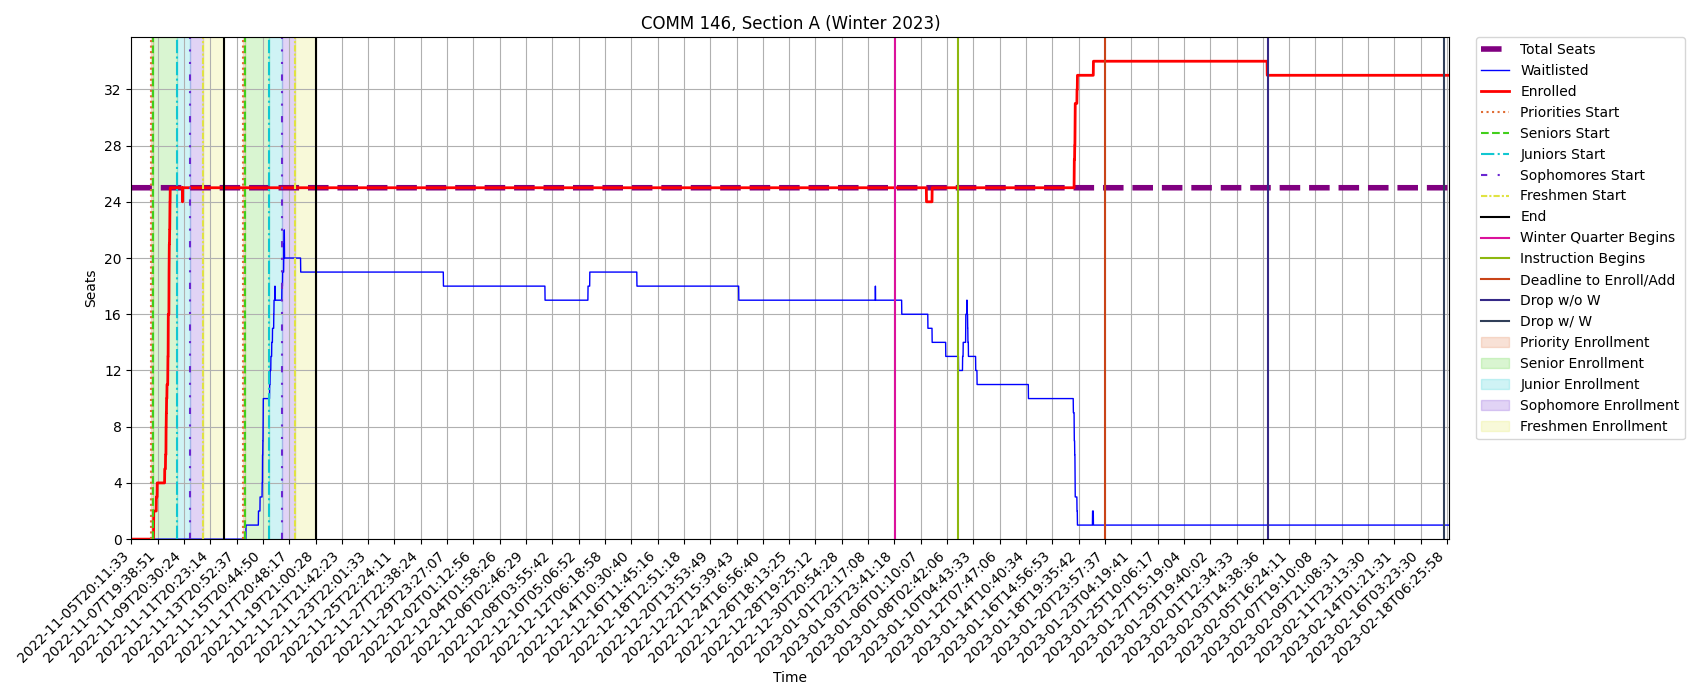 COMM 146, Section A (Winter 2023)
Seats
32
28
24
20
16
12
8
4
0
2022-11-05T20:11:33
2022-11-07T19:38:51
2022-11-09T20:30:24
2022-11-11T20:23:14
2022-11-13T20:52:37
2022-11-15T20:44:50
2022-11-17T20:48:17
2022-11-19T21:00:28
2022-11-21T21:42:23
2022-11-23T22:01:33
2022-11-25T22:24:11
2022-11-27T22:38:24
2022-11-29T23:27:07
2022-12-02T01:12:56
2022-12-04T01:58:26
2022-12-06T02:46:29
2022-12-08T03:55:42
2022-12-10T05:06:52
2022-12-12T06:18:58
2022-12-14T10:30:40
2022-12-16T11:45:16
2022-12-18T12:51:18
2022-12-20T13:53:49
2022-12-22T15:39:43
2022-12-24T16:56:40
2022-12-26T18:13:25
2022-12-28T19:25:12
2022-12-30T20:54:28
2023-01-01T22:17:08
2023-01-03T23:41:18
2023-01-06T01:10:07
2023-01-08T02:42:06
2023-01-10T04:43:33
2023-01-12T07:47:06
2023-01-14T10:40:34
2023-01-16T14:56:53
2023-01-18T19:35:42
2023-01-20T23:57:37
2023-01-23T04:19:41
2023-01-25T10:06:17
2023-01-27T15:19:04
2023-01-29T19:40:02
2023-02-01T12:34:33
2023-02-03T14:38:36
2023-02-05T16:24:11
2023-02-07T19:10:08
2023-02-09T21:08:31
2023-02-11T23:13:30
2023-02-14T01:21:31
2023-02-16T03:23:30
2023-02-18T06:25:58
Time
Total Seats
Waitlisted
Enrolled
Priorities Start
Seniors Start
Juniors Start
Sophomores Start
Freshmen Start
End
Winter Quarter Begins
Instruction Begins
Deadline to Enroll/Add
Drop w/o W
Drop w/ W
Priority Enrollment
Senior Enrollment
Junior Enrollment
Sophomore Enrollment
Freshmen Enrollment